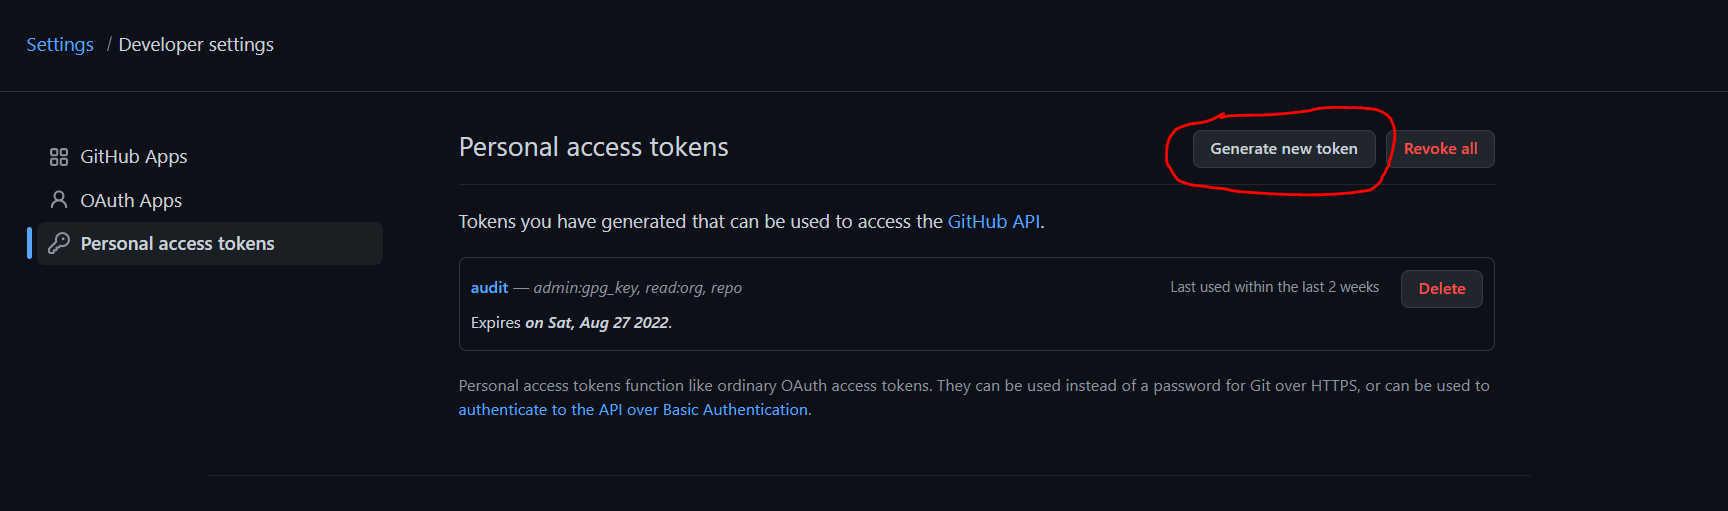 Settings / Developer settings
GitHub Apps
OAuth Apps
Personal access tokens
Personal access tokens
Generate new token
Revoke all
Tokens you have generated that can be used to access the GitHub API.
audit — admin:gpg_key, read:org, repo
Last used within the last 2 weeks
Delete
Expires on Sat, Aug 27 2022.
Personal access tokens function like ordinary OAuth access tokens. They can be used instead of a password for Git over HTTPS, or can be used to
authenticate to the API over Basic Authentication.